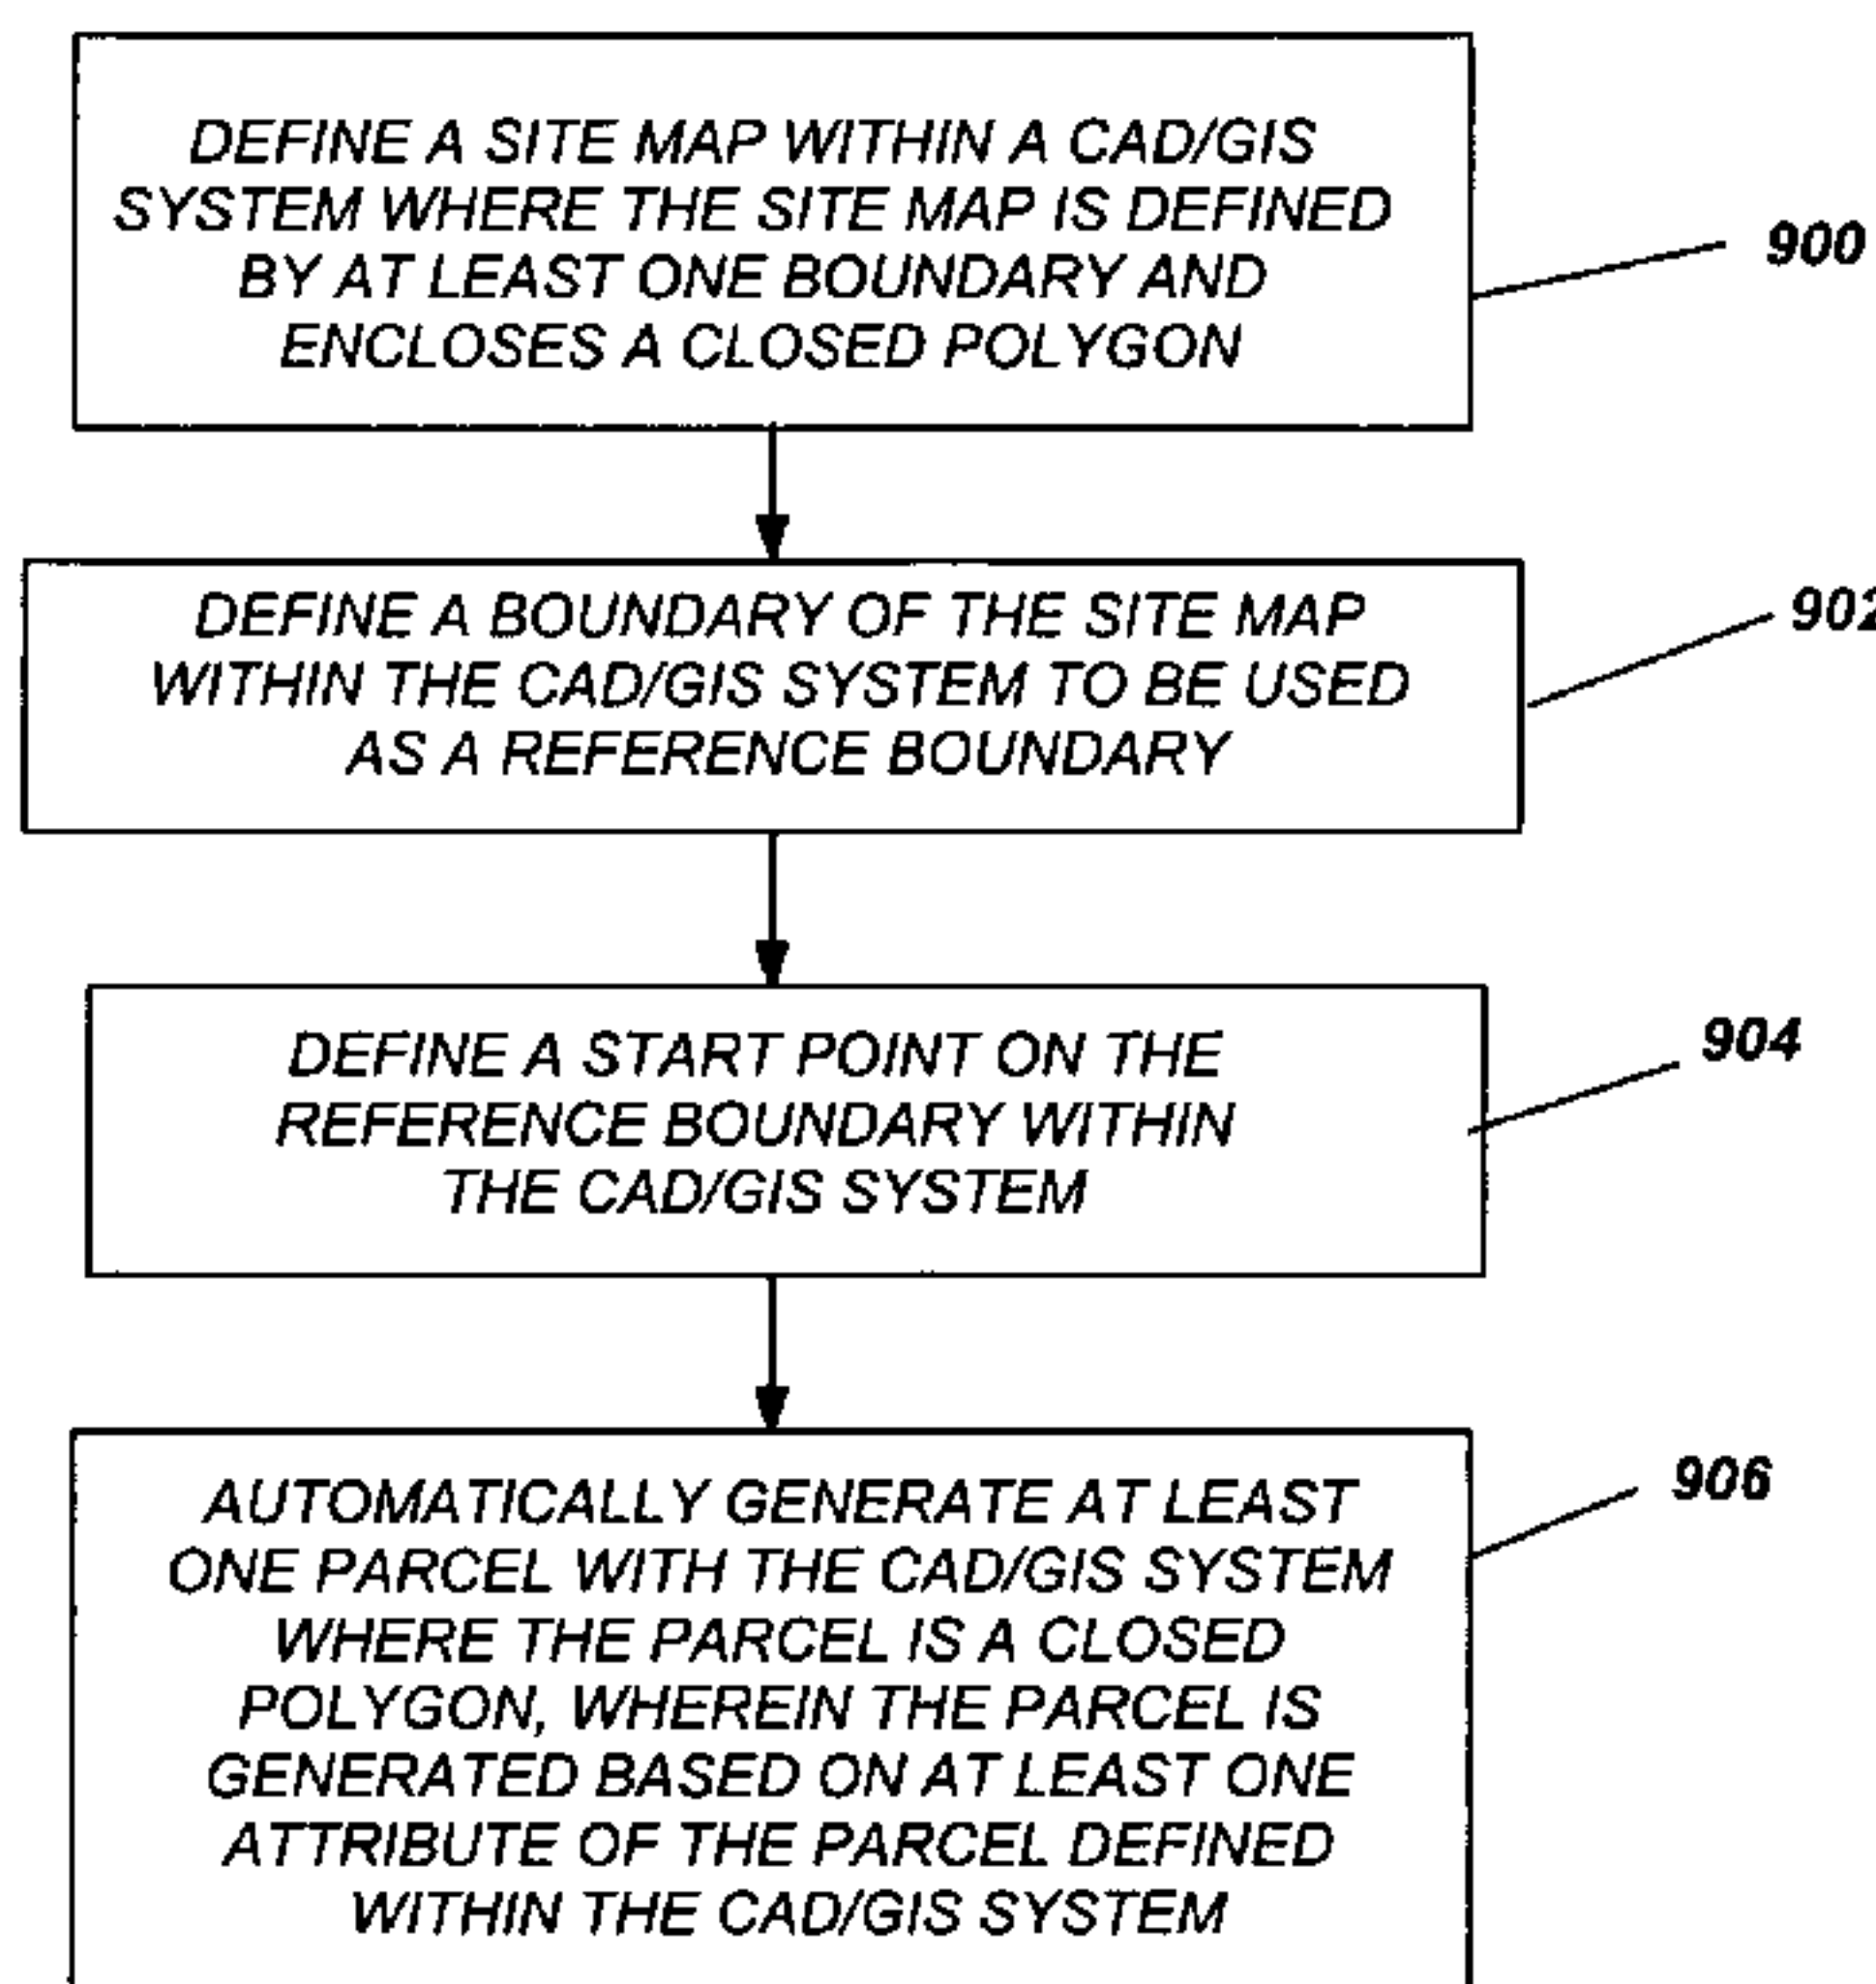 DEFINE A SITE MAP WITHIN A CAD/GIS
SYSTEM WHERE THE SITE MAP IS DEFINED
BY AT LEAST ONE BOUNDARY AND
ENCLOSES A CLOSED POLYGON
900
DEFINE A BOUNDARY OF THE SITE MAP
WITHIN THE CAD/GIS SYSTEM TO BE USED
AS A REFERENCE BOUNDARY
902
DEFINE A START POINT ON THE
REFERENCE BOUNDARY WITHIN
THE CAD/GIS SYSTEM
904
AUTOMATICALLY GENERATE AT LEAST
ONE PARCEL WITH THE CAD/GIS SYSTEM
WHERE THE PARCEL IS A CLOSED
POLYGON, WHEREIN THE PARCEL IS
GENERATED BASED ON AT LEAST ONE
ATTRIBUTE OF THE PARCEL DEFINED
WITHIN THE CAD/GIS SYSTEM
906